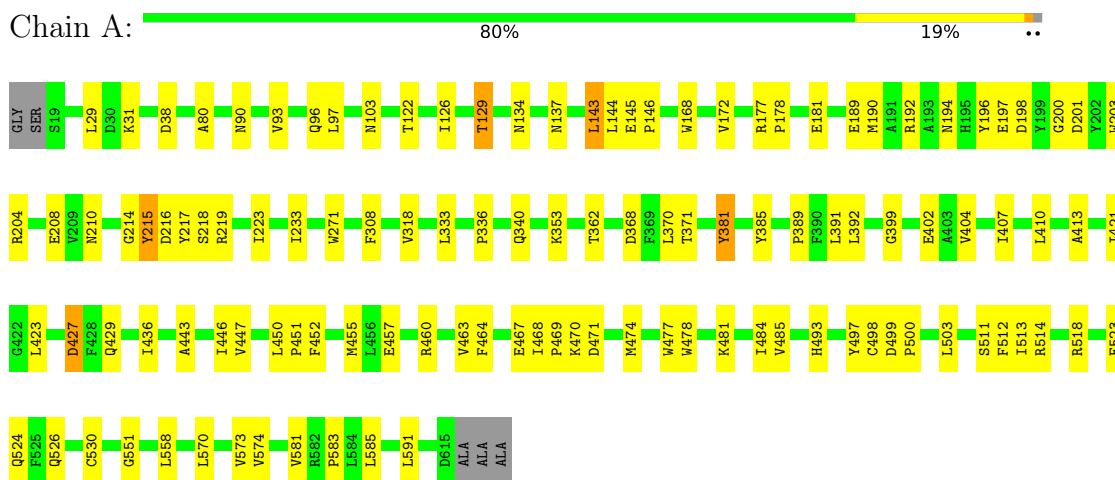 Chain A:
80% 19% ••
GLY SER S19 L29 D30 K31 D38 A80 N90 V93 Q96 L97 N103 T122 I126 T129 N134 N137 L143 L144 E145 P146 W168 V172 R177 P178 E181 E189 M190 A191 R192 A193 N194 H195 Y196 E197 D198 Y199 G200 D201 Y202
R204 E208 V209 N210 G214 Y215 D216 Y217 S218 R219 I223 I233 W271 F308 V318 L333 P336 Q340 K353 T362 D368 F369 L370 T371 Y381 Y385 P389 F390 L391 L392 G399 E402 A403 V404 I407 L410 A413
G422 L423 D427 F428 Q429 I436 A443 I446 V447 L450 P451 F452 M455 L456 E457 R460 V463 F464 E467 I468 P469 K470 D471 M474 W477 W478 K481 I484 V485 H493 Y497 C498 D499 P500 L503 S511 F512 I513 R514 R518
Q524 F525 Q526 C530 G551 L558 L570 V573 V574 V581 R582 P583 L584 L585 L591 D615 ALA ALA ALA